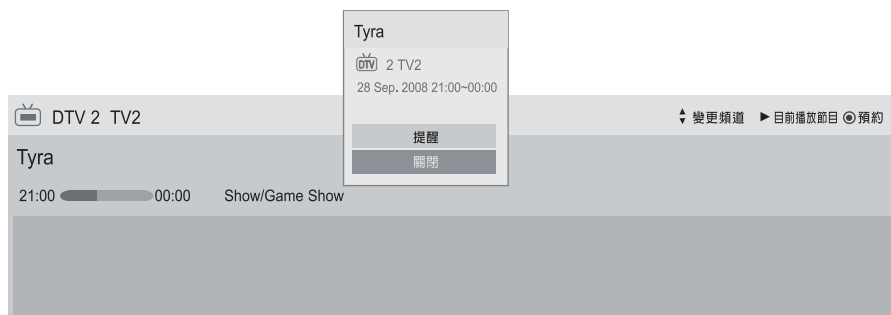 Tyra
DTV 2 TV2
28 Sep. 2008 21:00~00:00
提醒
關閉
DTV 2 TV2
變更頻道 目前播放節目 預約
Tyra
21:00 00:00 Show/Game Show